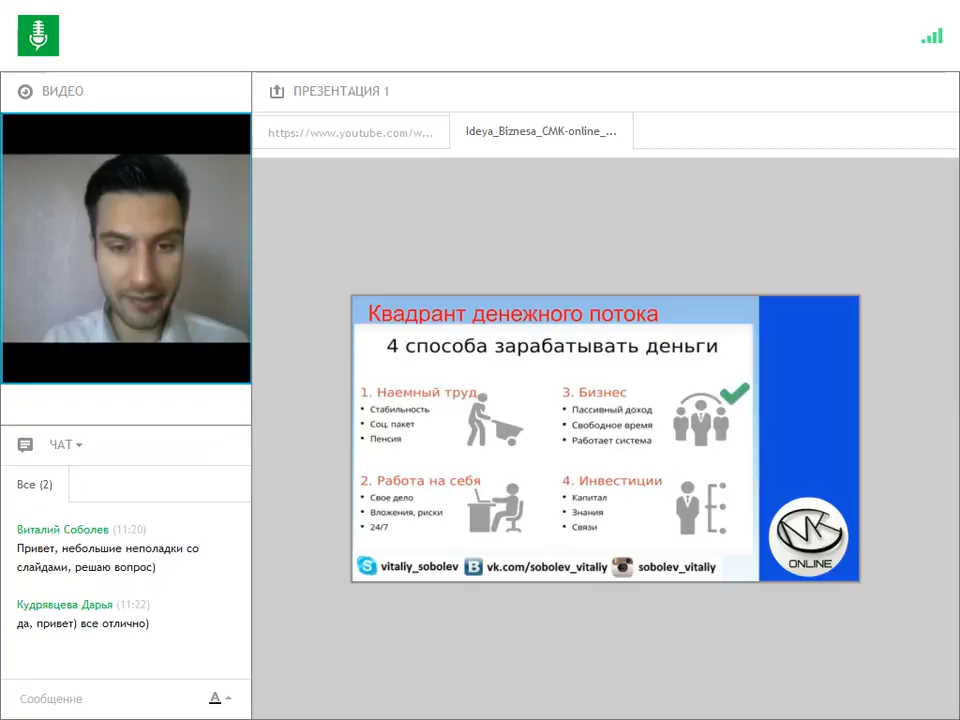 ВИДЕО
ПРЕЗЕНТАЦИЯ 1
https://www.youtube.com/w...
Ideya_Biznesa_CMK-online_...
Квадрант денежного потока
4 способа зарабатывать деньги
1. Наемный труд
• Стабильность
• Соц. пакет
• Пенсия
2. Работа на себя
• Свое дело
• Вложения, риски
• 24/7
3. Бизнес
• Пассивный доход
• Свободное время
• Работает система
4. Инвестиции
• Капитал
• Знания
• Связи
vitaliy_sobolev vk.com/sobolev_vitaliy sobolev_vitaly
ONLINE
ЧАТ
Все (2)
Виталий Соболев (11:20)
Привет, небольшие неполадки со
слайдами, решаю вопрос)
Кудрявцева Дарья (11:22)
да, привет) все отлично)
Сообщение
A